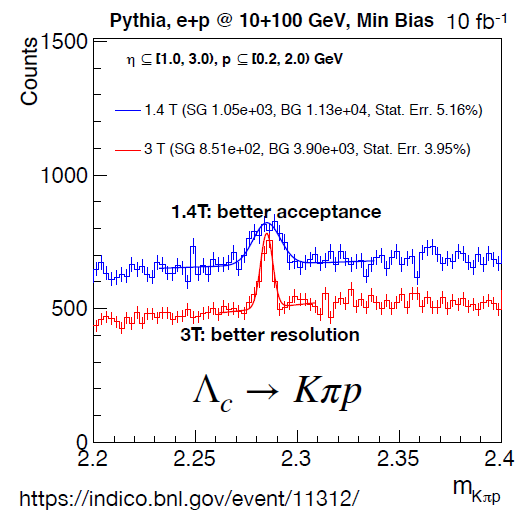 Pythia, e+p @ 10+100 GeV, Min Bias 10 fb-1
Counts
1500
η ⊆ [1.0, 3.0), p ⊆ [0.2, 2.0) GeV
1.4 T (SG 1.05e+03, BG 1.13e+04, Stat. Err. 5.16%)
3 T (SG 8.51e+02, BG 3.90e+03, Stat. Err. 3.95%)
1000
1.4T: better acceptance
500
3T: better resolution
Λc → Kπp
0
2.2 2.25 2.3 2.35 2.4
mKπp
https://indico.bnl.gov/event/11312/